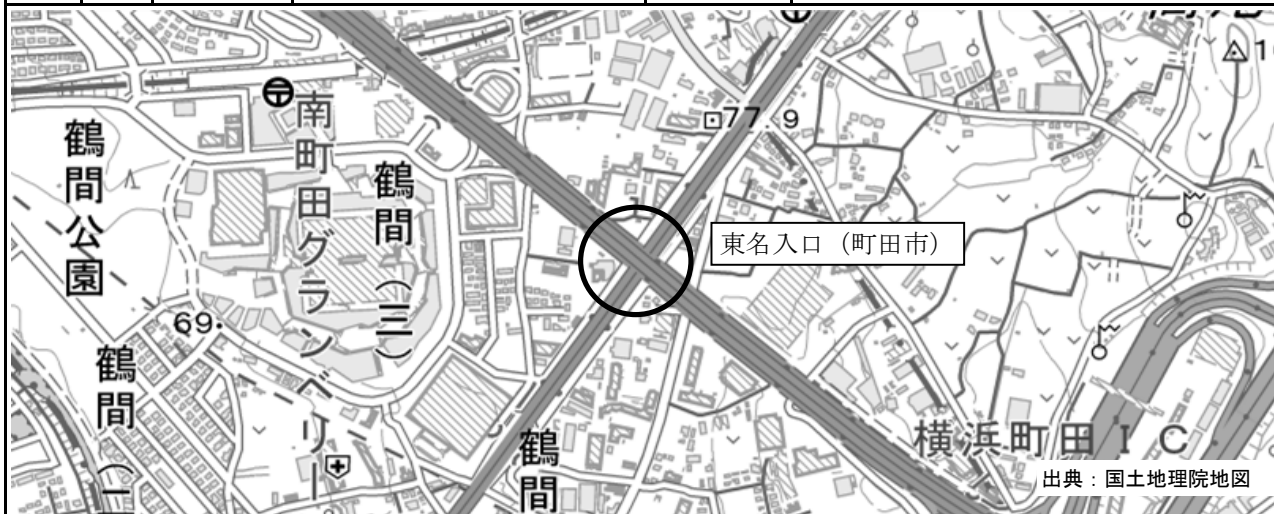 鶴間公園
南町田グランベリー
鶴間(三)
77.9
東名入口(町田市)
69.
鶴間(
鶴間
横浜町田IC
出典:国土地理院地図